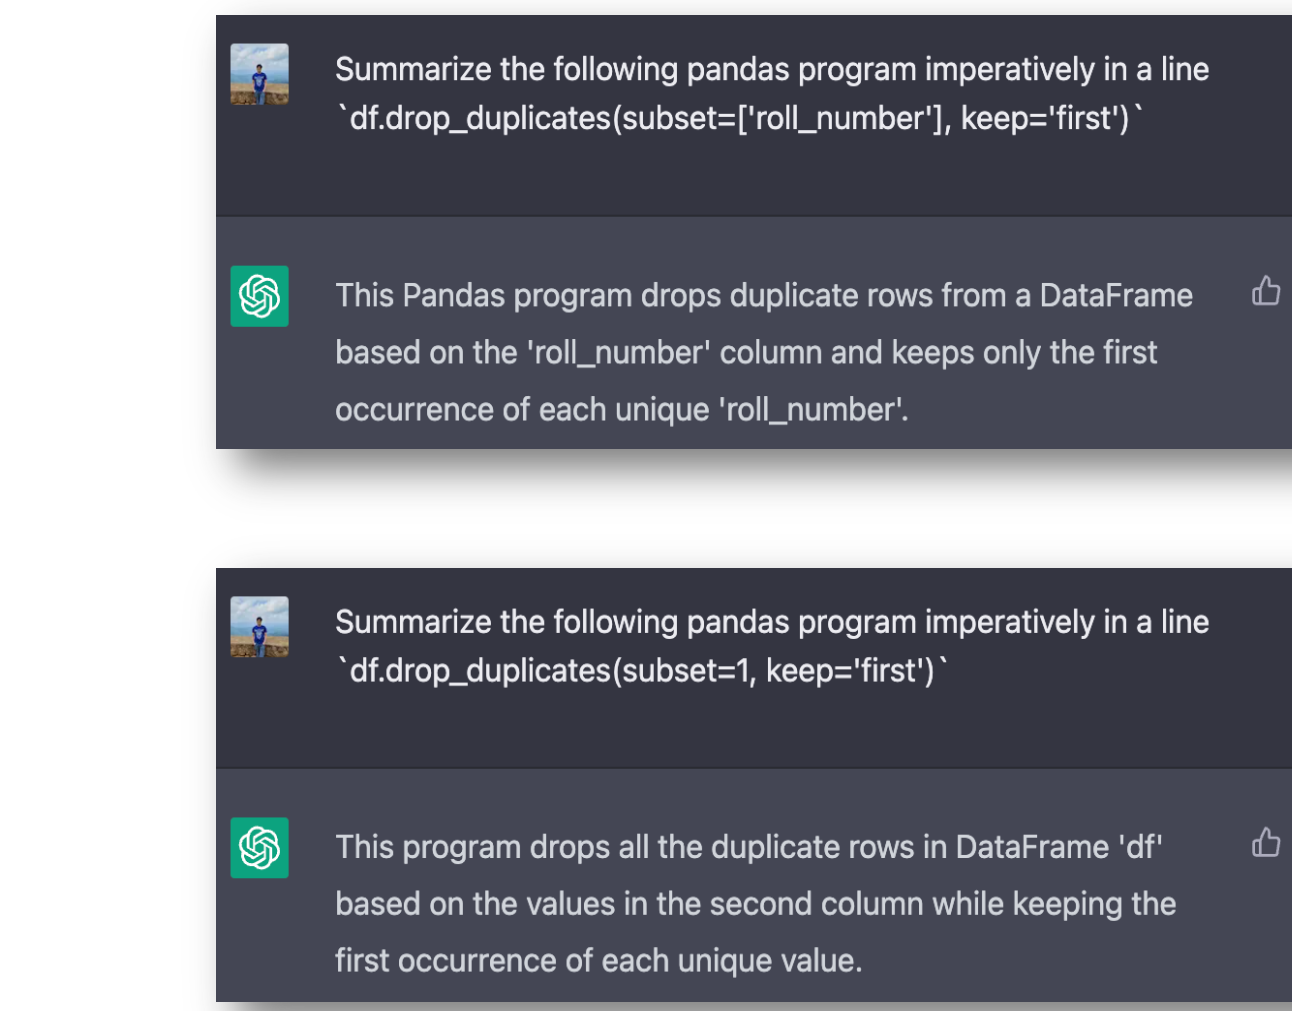 Summarize the following pandas program imperatively in a line
`df.drop_duplicates(subset=['roll_number'], keep='first')`
This Pandas program drops duplicate rows from a DataFrame
based on the 'roll_number' column and keeps only the first
occurrence of each unique 'roll_number'.
Summarize the following pandas program imperatively in a line
`df.drop_duplicates(subset=1, keep='first')`
This program drops all the duplicate rows in DataFrame 'df'
based on the values in the second column while keeping the
first occurrence of each unique value.